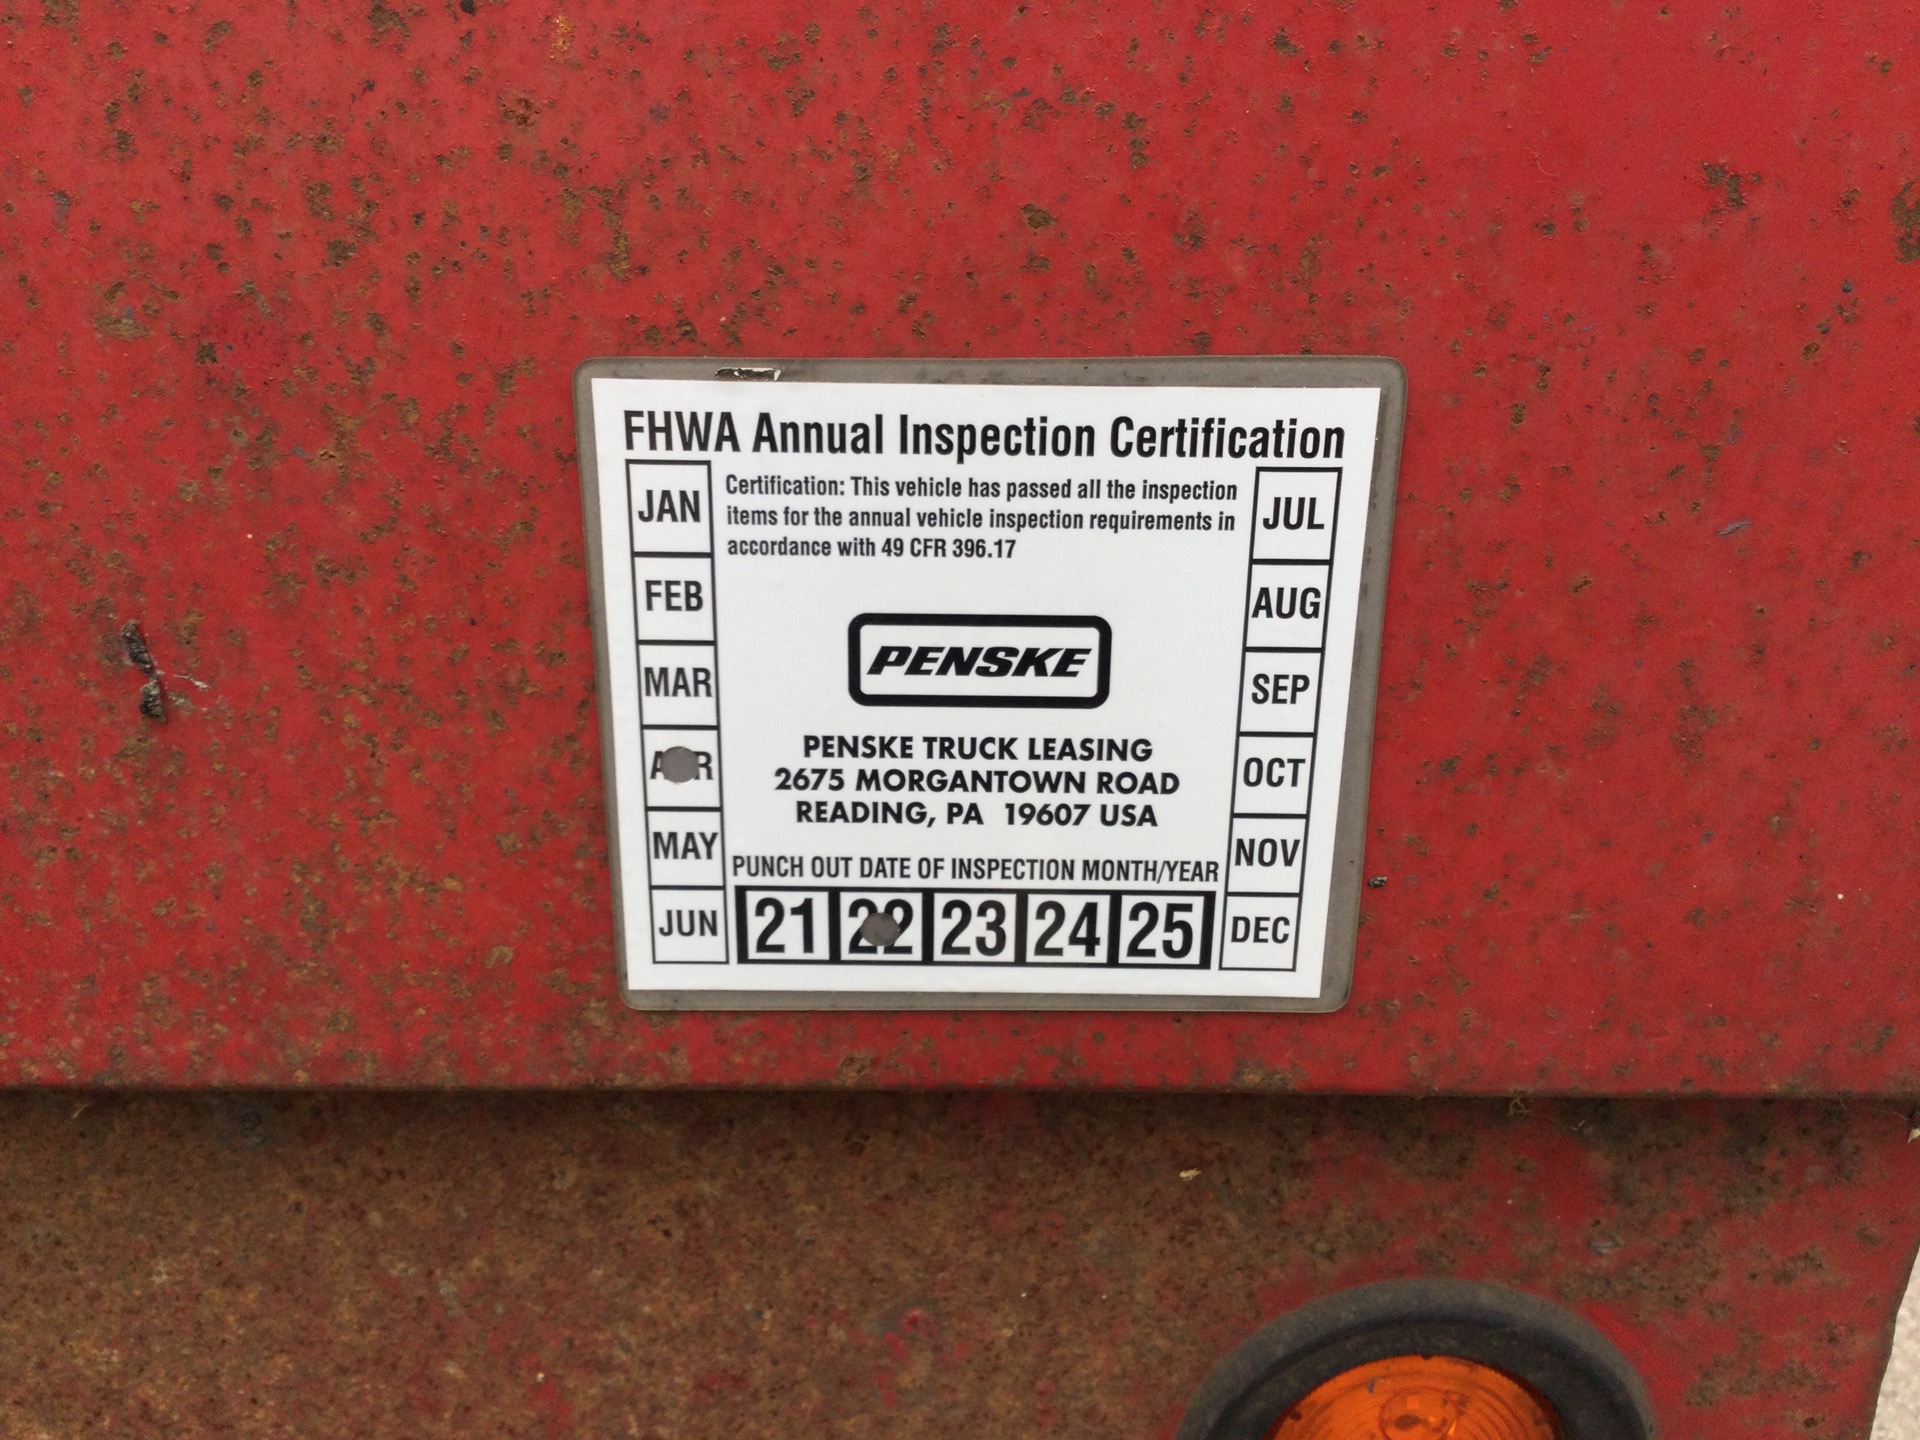 FHWA Annual Inspection Certification
Certification: This vehicle has passed all the inspection
items for the annual vehicle inspection requirements in
accordance with 49 CFR 396.17
JAN
FEB
MAR
APR
MAY
JUN
PENSKE
PENSKE TRUCK LEASING
2675 MORGANTOWN ROAD
READING, PA 19607 USA
PUNCH OUT DATE OF INSPECTION MONTH/YEAR
21 22 23 24 25
JUL
AUG
SEP
OCT
NOV
DEC